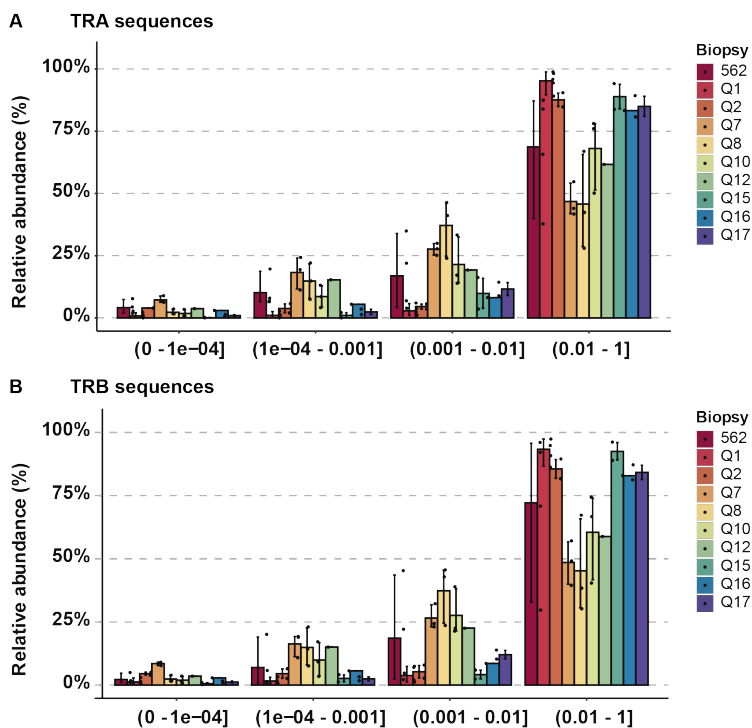 A TRA sequences
Relative abundance (%)
100%
75%
50%
25%
0%
(0 -1e−04]
(1e−04 - 0.001]
(0.001 - 0.01]
(0.01 - 1]
Biopsy
562
Q1
Q2
Q7
Q8
Q10
Q12
Q15
Q16
Q17
B TRB sequences
Relative abundance (%)
100%
75%
50%
25%
0%
(0 -1e−04]
(1e−04 - 0.001]
(0.001 - 0.01]
(0.01 - 1]
Biopsy
562
Q1
Q2
Q7
Q8
Q10
Q12
Q15
Q16
Q17